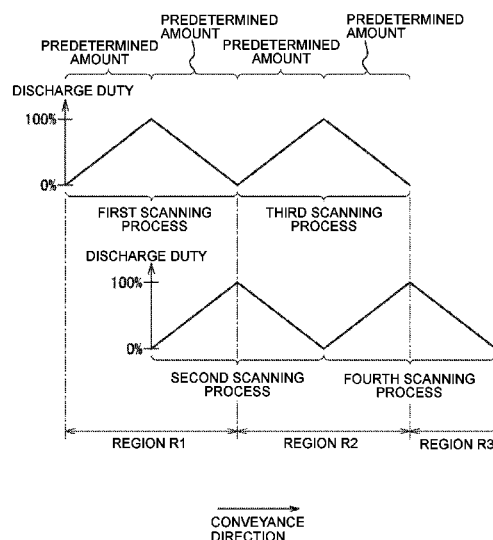 PREDETERMINED
AMOUNT
PREDETERMINED
AMOUNT
PREDETERMINED
AMOUNT
PREDETERMINED
AMOUNT
DISCHARGE DUTY
100%
0%
FIRST SCANNING
PROCESS
THIRD SCANNING
PROCESS
DISCHARGE DUTY
100%
0%
SECOND SCANNING
PROCESS
FOURTH SCANNING
PROCESS
REGION R1
REGION R2
REGION R3
CONVEYANCE
DIRECTION